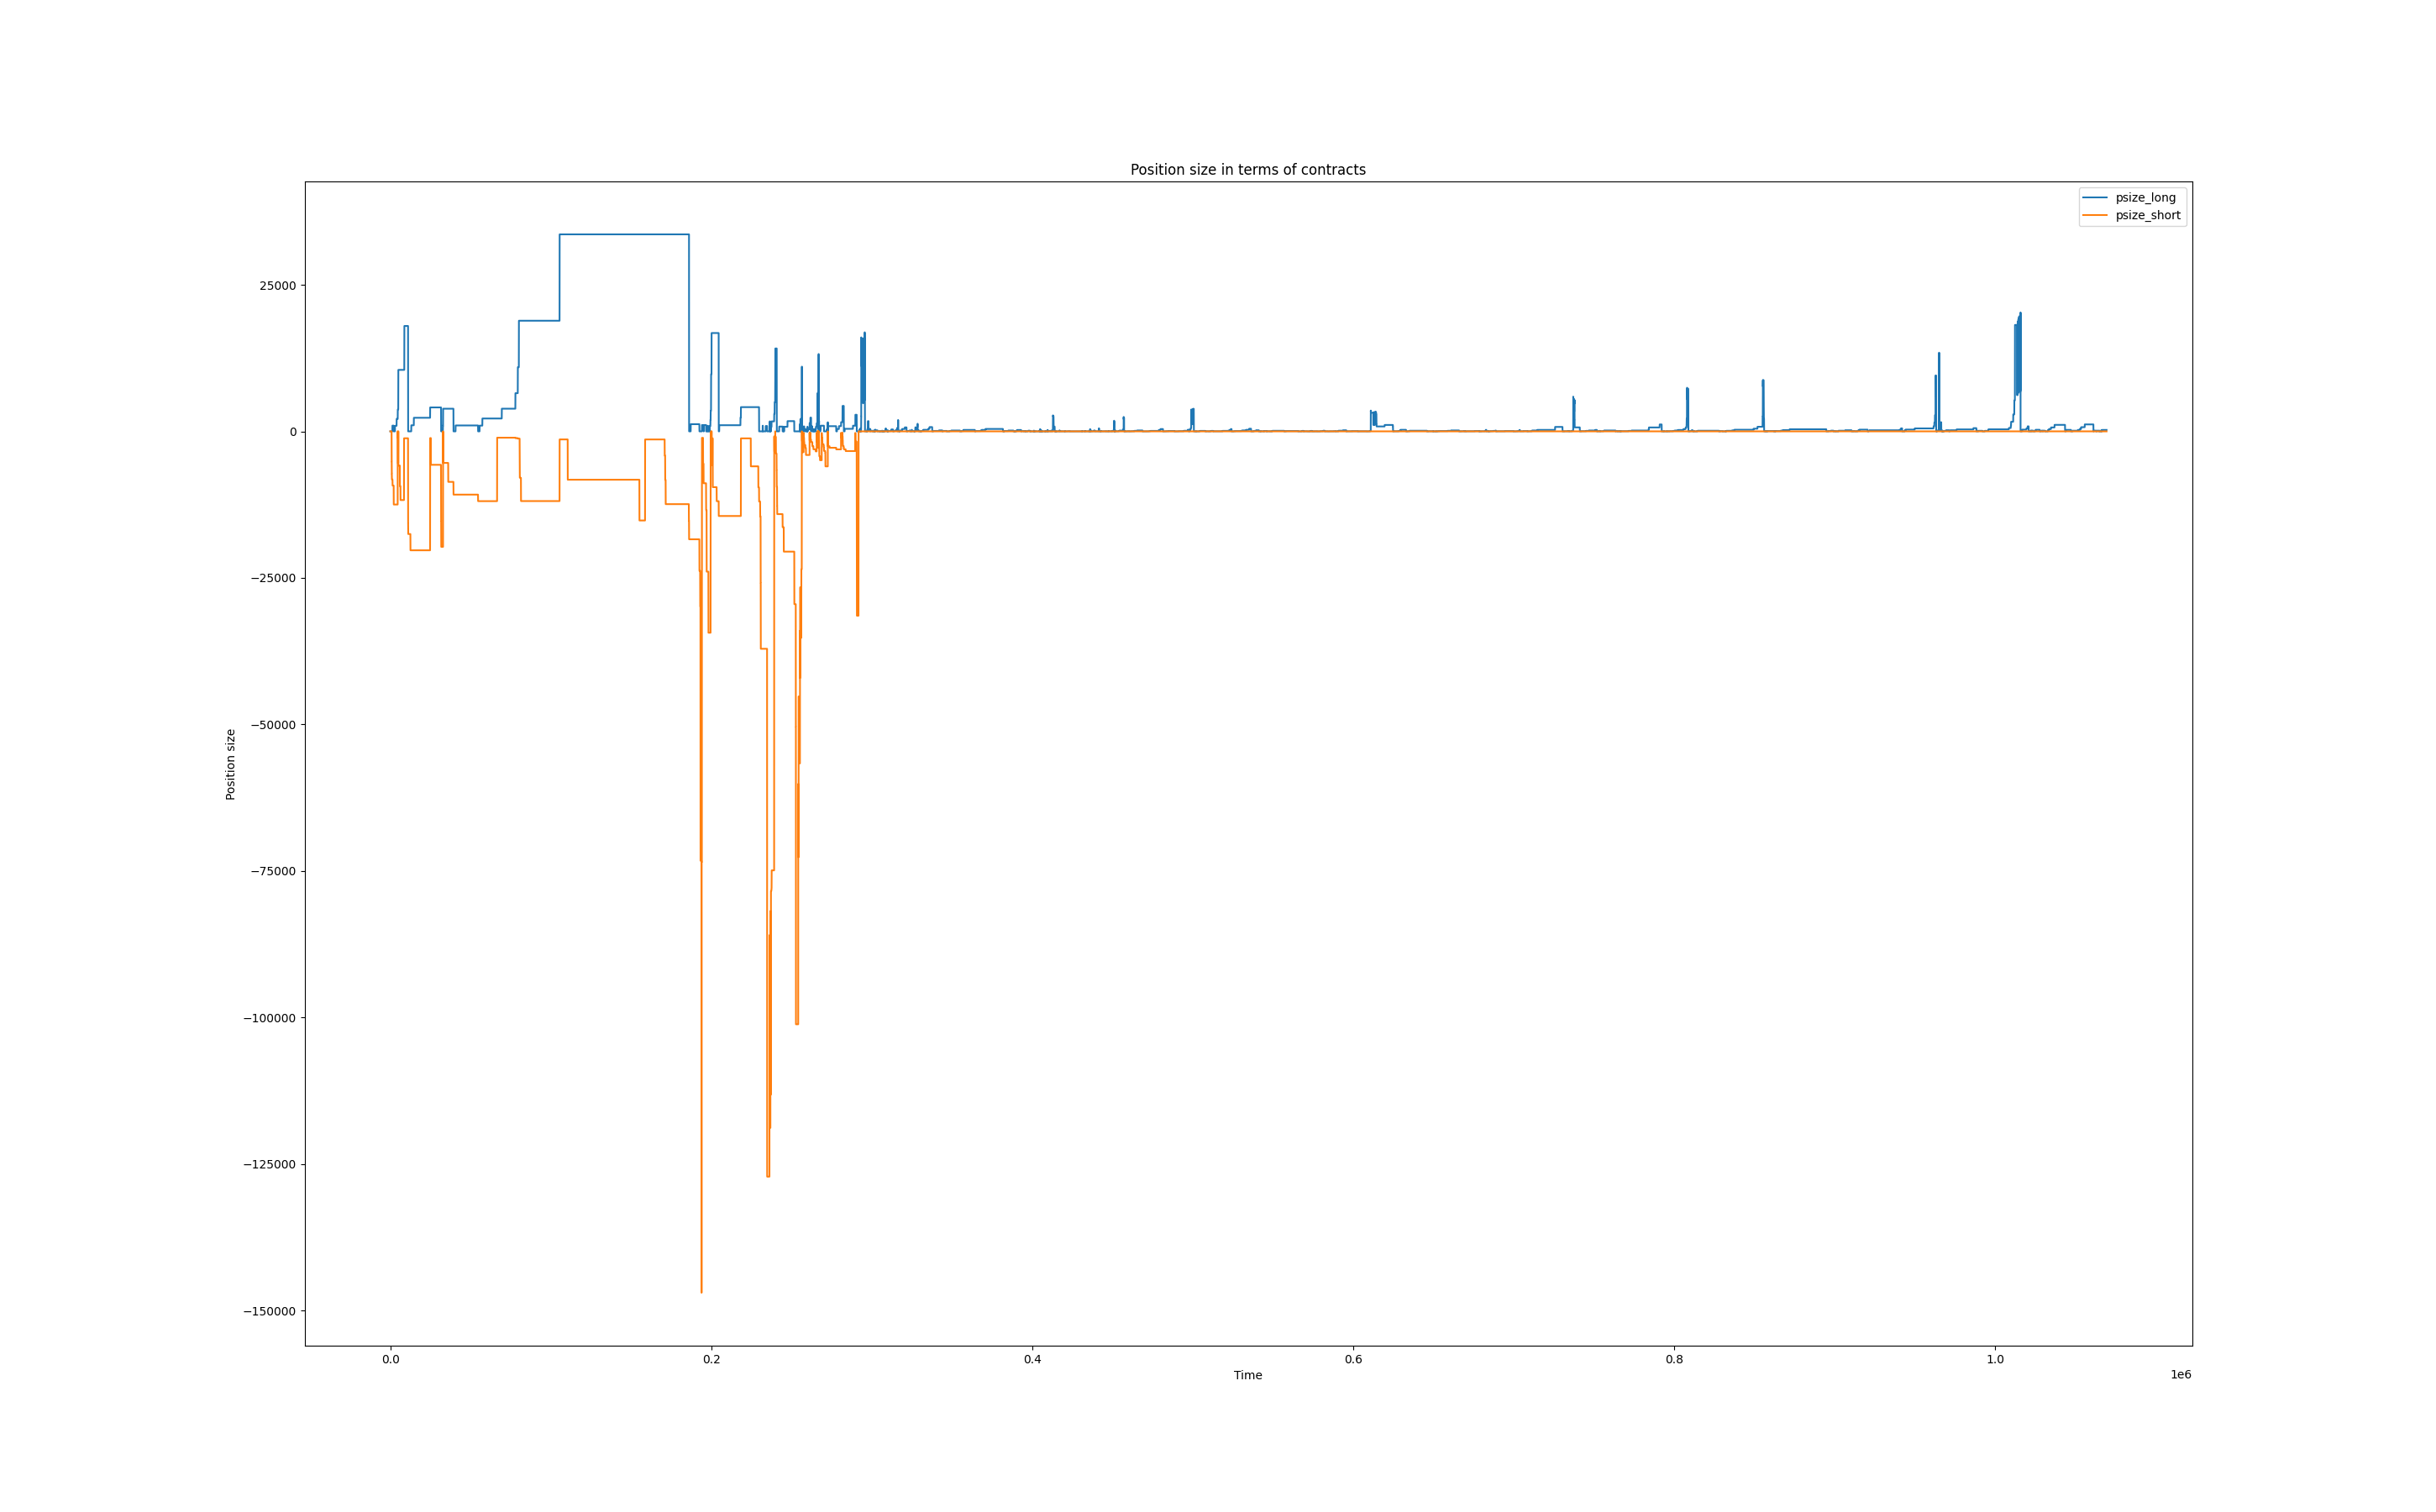 Position size in terms of contracts
psize_long
psize_short
25000
0
−25000
−50000
−75000
−100000
−125000
−150000
Position size
0.0 0.2 0.4 0.6 0.8 1.0
Time
1e6